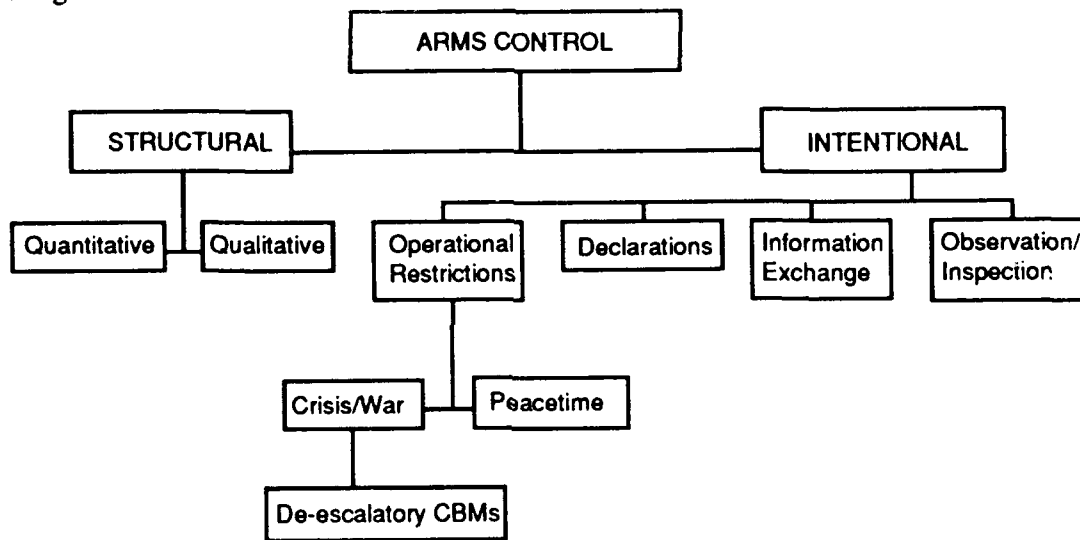 ARMS CONTROL
STRUCTURAL
INTENTIONAL
Quantitative
Qualitative
Operational
Restrictions
Declarations
Information
Exchange
Observation/
Inspection
Crisis/War
Peacetime
De-escalatory CBMs